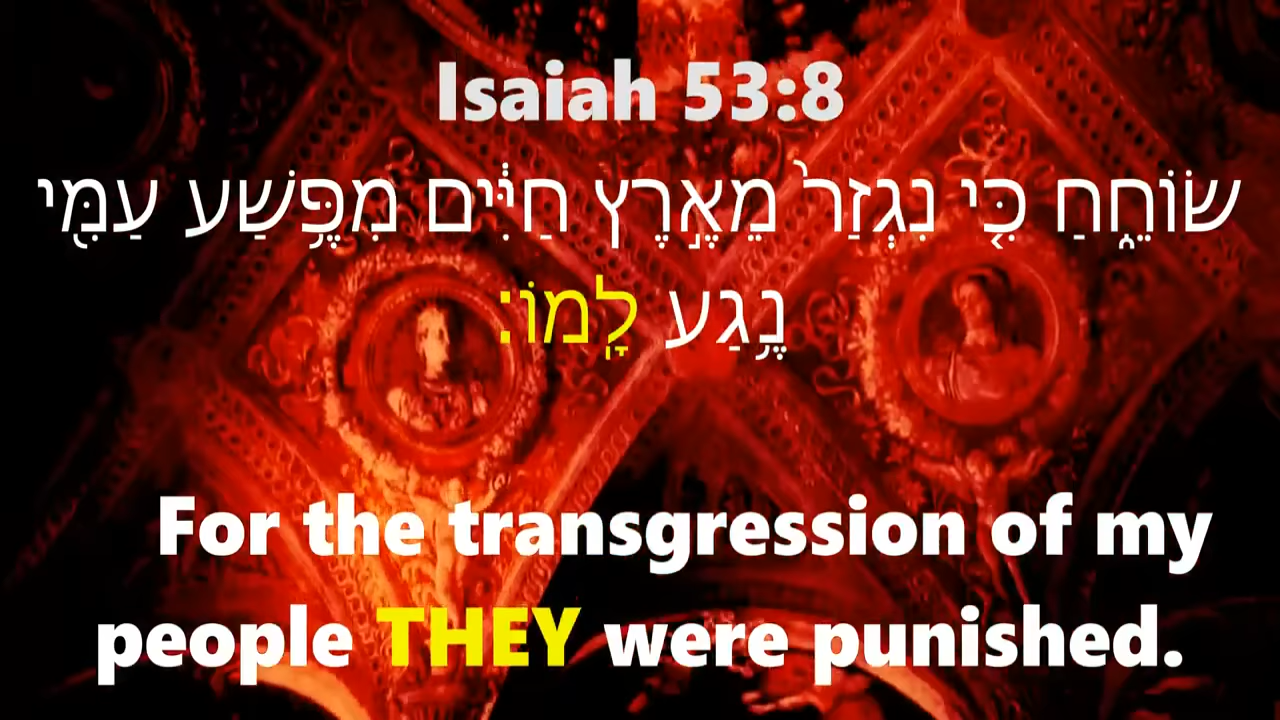 Isaiah 53:8
שׂוֹחֵ֑חַ כִּ֤י נִגְזַר֙ מֵאֶ֣רֶץ חַיִּ֔ים מִפֶּ֥שַׁע עַמִּ֖י
נֶ֥גַע לָֽמוֹ׃
For the transgression of my
people THEY were punished.